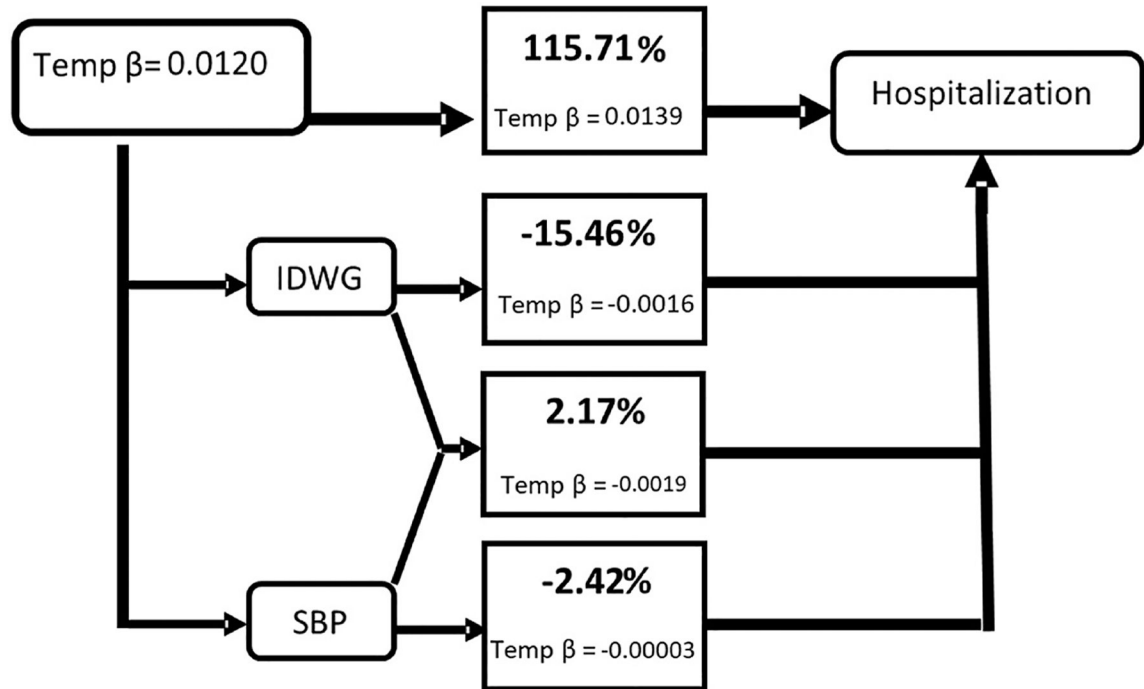 Temp β= 0.0120
115.71%
Temp β = 0.0139
Hospitalization
IDWG
-15.46%
Temp β = -0.0016
2.17%
Temp β = -0.0019
SBP
-2.42%
Temp β = -0.00003